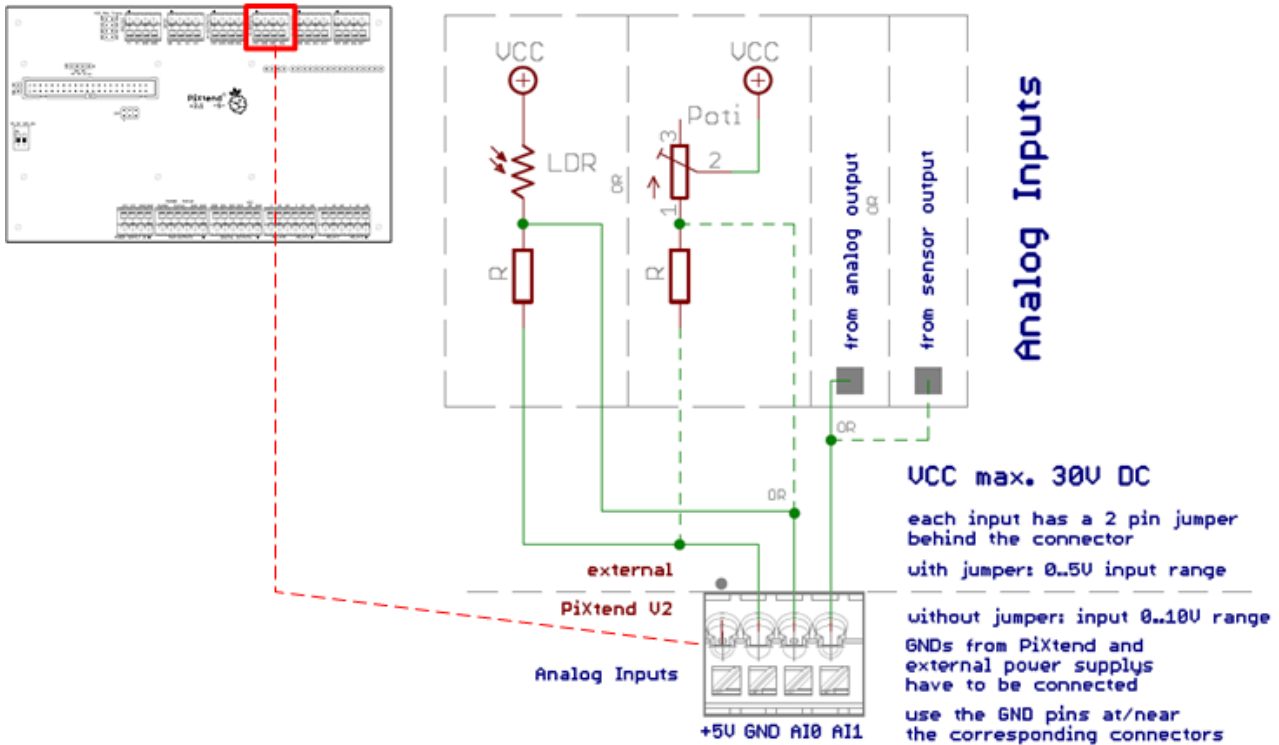 PiXtend
VCC
VCC
Poti
LDR
3
2
1
R
R
OR
OR
OR
OR
from analog output
from sensor output
Analog Inputs
VCC max. 30V DC
each input has a 2 pin jumper
behind the connector
with jumper: 0..5V input range
external
PiXtend V2
without jumper: input 0..10V range
GNDs from PiXtend and
external power supplys
have to be connected
use the GND pins at/near
the corresponding connectors
Analog Inputs
+5V GND AI0 AI1